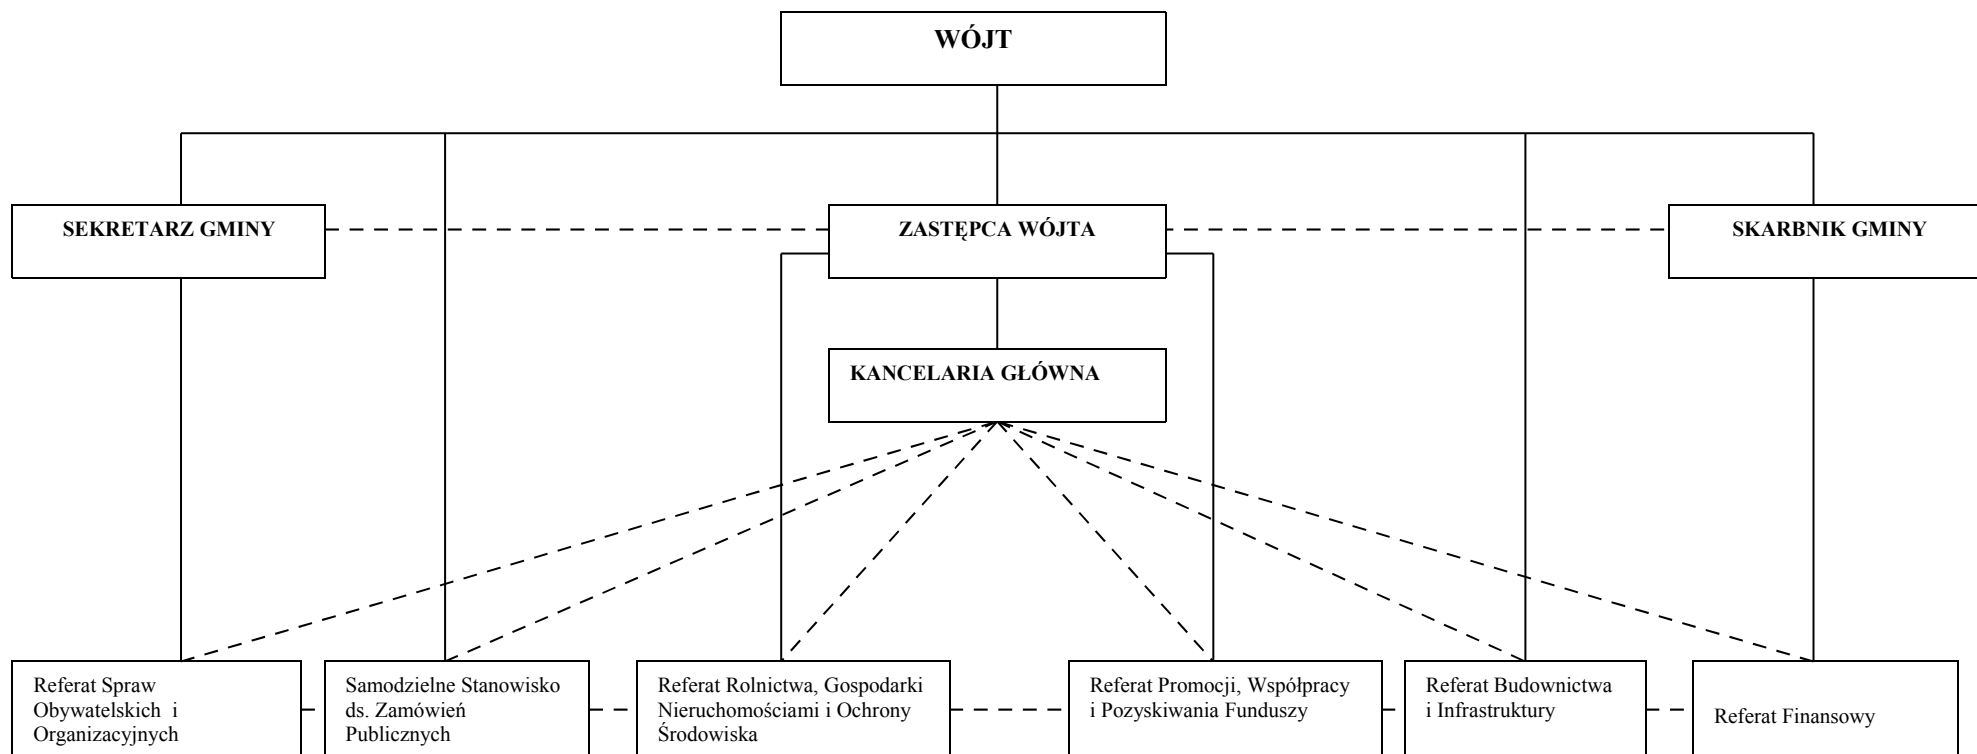 WÓJT
SEKRETARZ GMINY
ZASTĘPCA WÓJTA
SKARBNIK GMINY
KANCELARIA GŁÓWNA
Referat Spraw
Obywatelskich i
Organizacyjnych
Samodzielne Stanowisko
ds. Zamówień
Publicznych
Referat Rolnictwa, Gospodarki
Nieruchomościami i Ochrony
Środowiska
Referat Promocji, Współpracy
i Pozyskiwania Funduszy
Referat Budownictwa
i Infrastruktury
Referat Finansowy